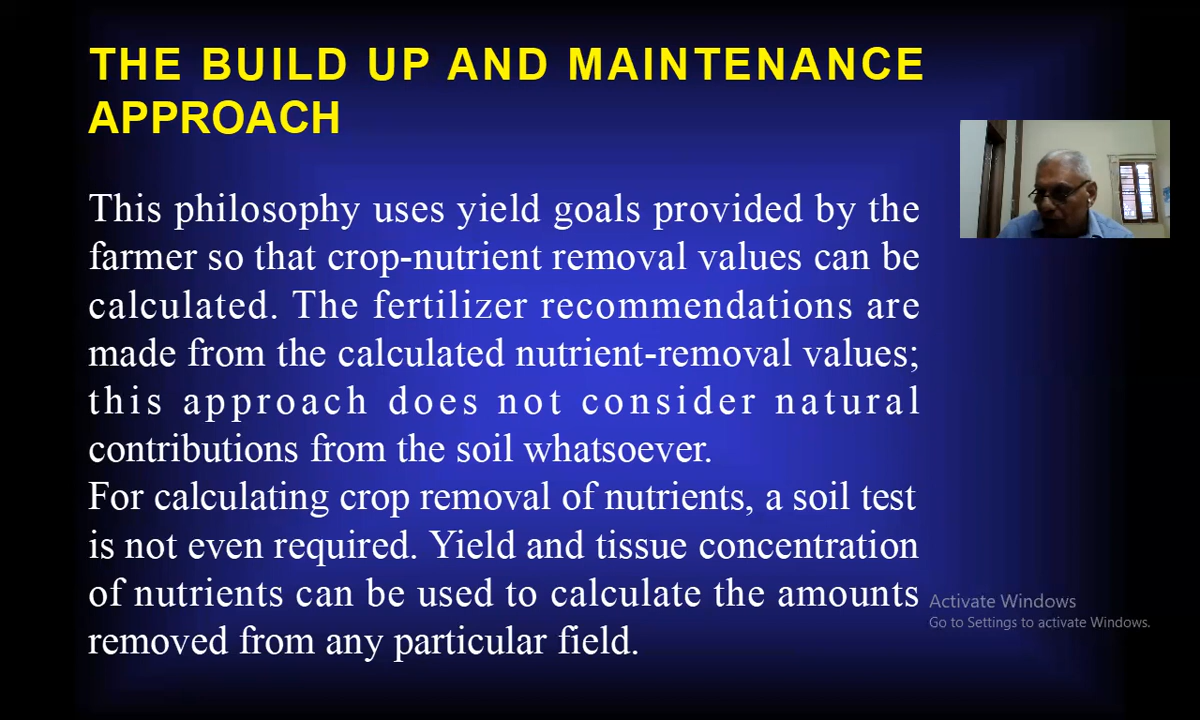 THE BUILD UP AND MAINTENANCE
APPROACH
This philosophy uses yield goals provided by the
farmer so that crop-nutrient removal values can be
calculated. The fertilizer recommendations are
made from the calculated nutrient-removal values;
this approach does not consider natural
contributions from the soil whatsoever.
For calculating crop removal of nutrients, a soil test
is not even required. Yield and tissue concentration
of nutrients can be used to calculate the amounts
removed from any particular field.
Activate Windows
Go to Settings to activate Windows.